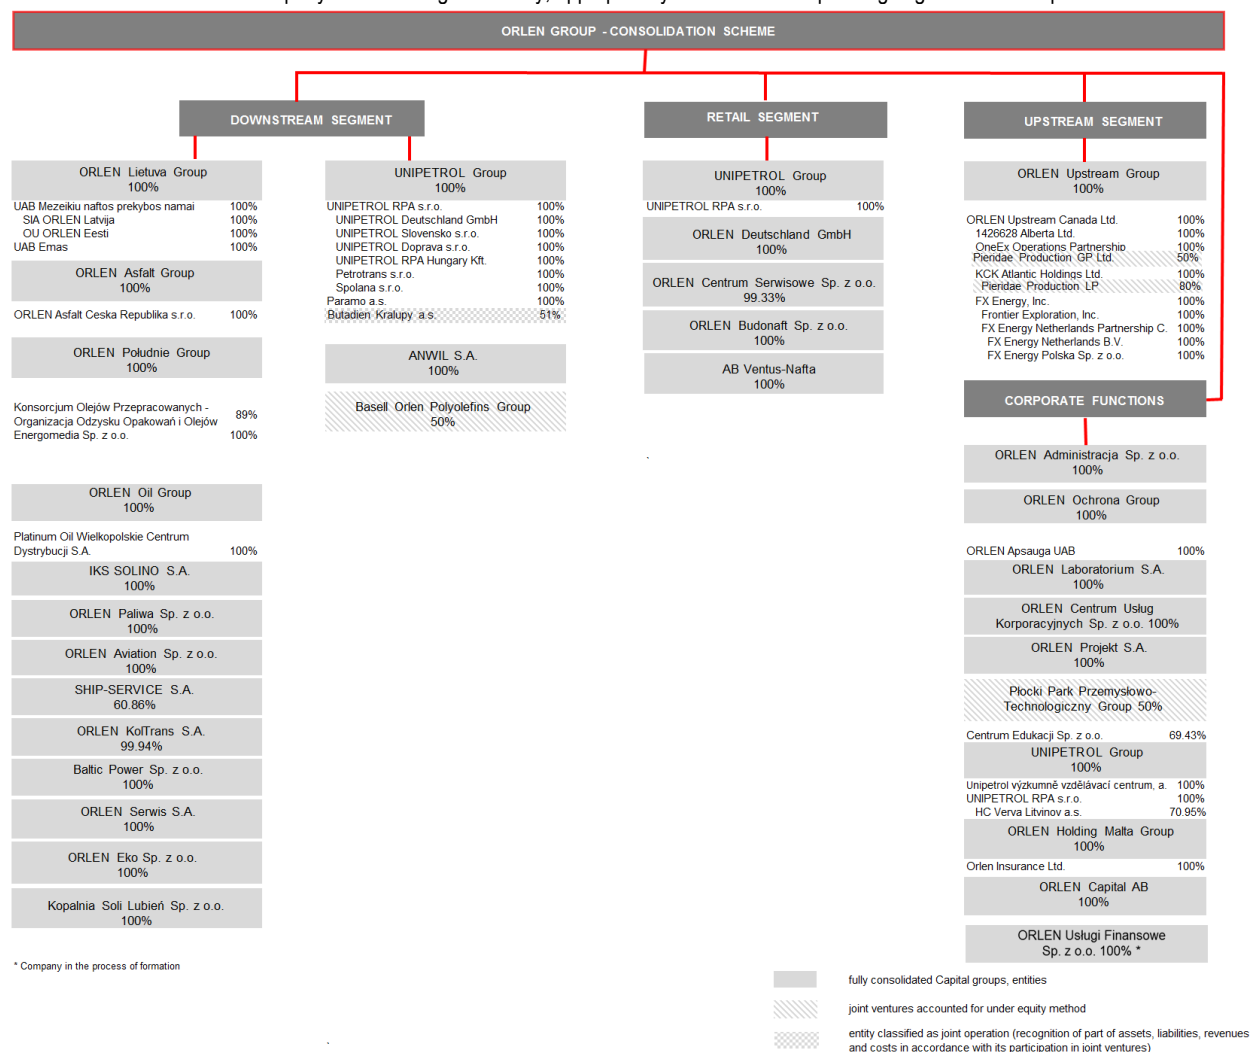 ORLEN GROUP - CONSOLIDATION SCHEME
DOWNSTREAM SEGMENT
ORLEN Lietuva Group
100%
UAB Mezeikiu naftos prekybos namai 100%
SIA ORLEN Latvija 100%
OU ORLEN Eesti 100%
UAB Emas 100%
ORLEN Asfalt Group
100%
ORLEN Asfalt Ceska Republika s.r.o. 100%
ORLEN Południe Group
100%
Konsorcjum Olejów Przepracowanych -
Organizacja Odzysku Opakowań i Olejów 89%
Energomedia Sp. z o.o. 100%
ORLEN Oil Group
100%
Platinum Oil Wielkopolskie Centrum
Dystrybucji S.A. 100%
IKS SOLINO S.A.
100%
ORLEN Paliwa Sp. z o.o.
100%
ORLEN Aviation Sp. z o.o.
100%
SHIP-SERVICE S.A.
60.86%
ORLEN KolTrans S.A.
99.94%
Baltic Power Sp. z o.o.
100%
ORLEN Serwis S.A.
100%
ORLEN Eko Sp. z o.o.
100%
Kopalnia Soli Lubień Sp. z o.o.
100%
* Company in the process of formation
UNIPETROL Group
100%
UNIPETROL RPA s.r.o. 100%
UNIPETROL Deutschland GmbH 100%
UNIPETROL Slovensko s.r.o. 100%
UNIPETROL Doprava s.r.o. 100%
UNIPETROL RPA Hungary Kft. 100%
Petrotrans s.r.o. 100%
Spolana s.r.o. 100%
Paramo a.s. 100%
Butadien Kralupy a.s. 51%
ANWIL S.A.
100%
Basell Orlen Polyolefins Group
50%
RETAIL SEGMENT
UNIPETROL Group
100%
UNIPETROL RPA s.r.o. 100%
ORLEN Deutschland GmbH
100%
ORLEN Centrum Serwisowe Sp. z o.o.
99.33%
ORLEN Budonaft Sp. z o.o.
100%
AB Ventus-Nafta
100%
UPSTREAM SEGMENT
ORLEN Upstream Group
100%
ORLEN Upstream Canada Ltd. 100%
1426628 Alberta Ltd. 100%
OneEx Operations Partnership 100%
Pieridae Production GP Ltd. 50%
KCK Atlantic Holdings Ltd. 100%
Pieridae Production LP 80%
FX Energy, Inc. 100%
Frontier Exploration, Inc. 100%
FX Energy Netherlands Partnership C. 100%
FX Energy Netherlands B.V. 100%
FX Energy Polska Sp. z o.o. 100%
CORPORATE FUNCTIONS
ORLEN Administracja Sp. z o.o.
100%
ORLEN Ochrona Group
100%
ORLEN Apsauga UAB 100%
ORLEN Laboratorium S.A.
100%
ORLEN Centrum Usług
Korporacyjnych Sp. z o.o. 100%
ORLEN Projekt S.A.
100%
Płocki Park Przemysłowo-
Technologiczny Group 50%
Centrum Edukacji Sp. z o.o. 69.43%
UNIPETROL Group
100%
Unipetrol výzkumně vzdělávací centrum, a. 100%
UNIPETROL RPA s.r.o. 100%
HC Verva Litvinov a.s. 70.95%
ORLEN Holding Malta Group
100%
Orlen Insurance Ltd. 100%
ORLEN Capital AB
100%
ORLEN Usługi Finansowe
Sp. z o.o. 100% *
fully consolidated Capital groups, entities
joint ventures accounted for under equity method
entity classified as joint operation (recognition of part of assets, liabilities, revenues
and costs in accordance with its participation in joint ventures)